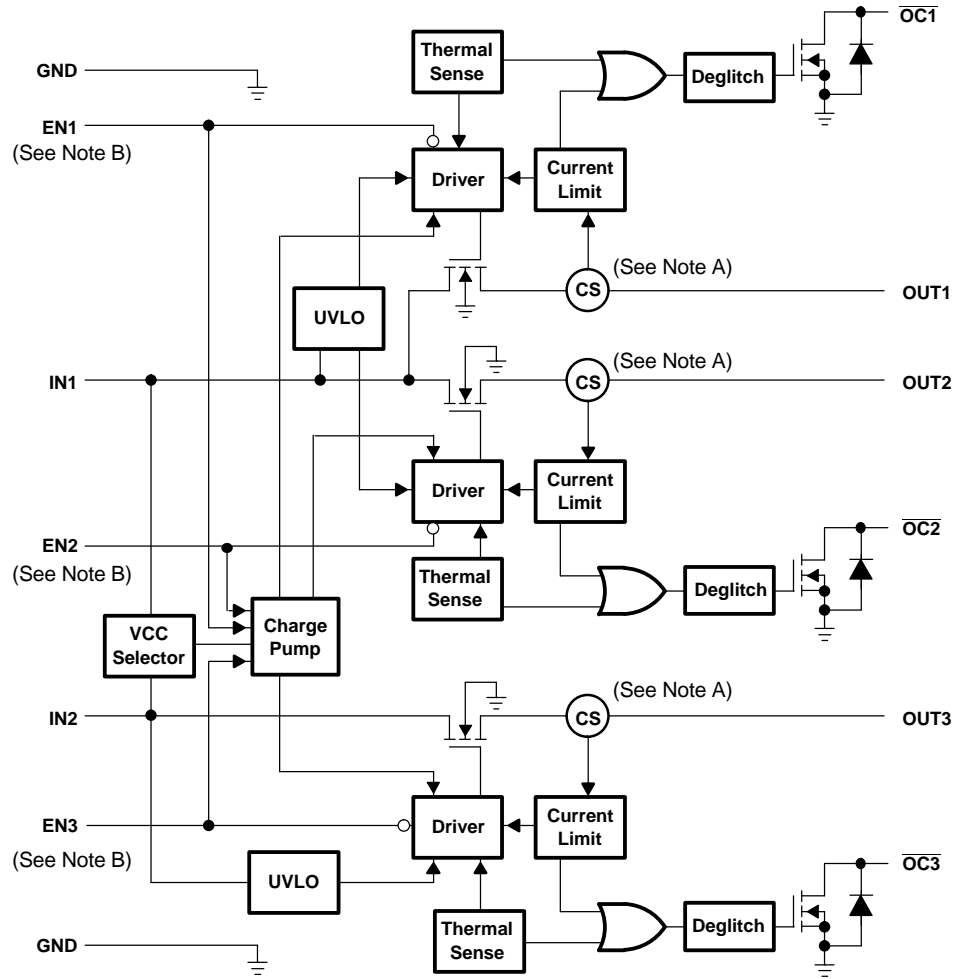 OC1
Thermal
Sense
Deglitch
GND
EN1
(See Note B)
Driver
Current
Limit
(See Note A)
CS
OUT1
UVLO
IN1
(See Note A)
CS
OUT2
Driver
Current
Limit
EN2
(See Note B)
OC2
Thermal
Sense
Deglitch
VCC
Selector
Charge
Pump
IN2
(See Note A)
CS
OUT3
EN3
(See Note B)
Driver
Current
Limit
UVLO
OC3
Thermal
Sense
Deglitch
GND